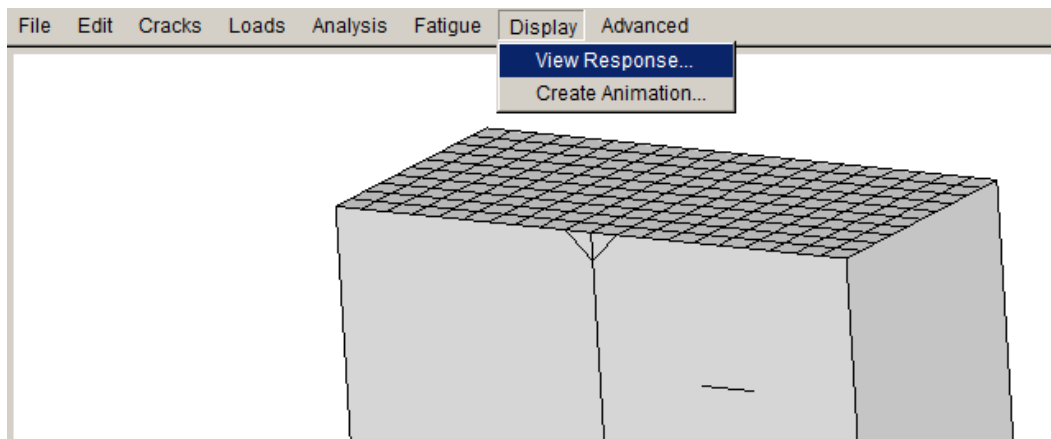 File Edit Cracks Loads Analysis Fatigue Display Advanced
View Response...
Create Animation...